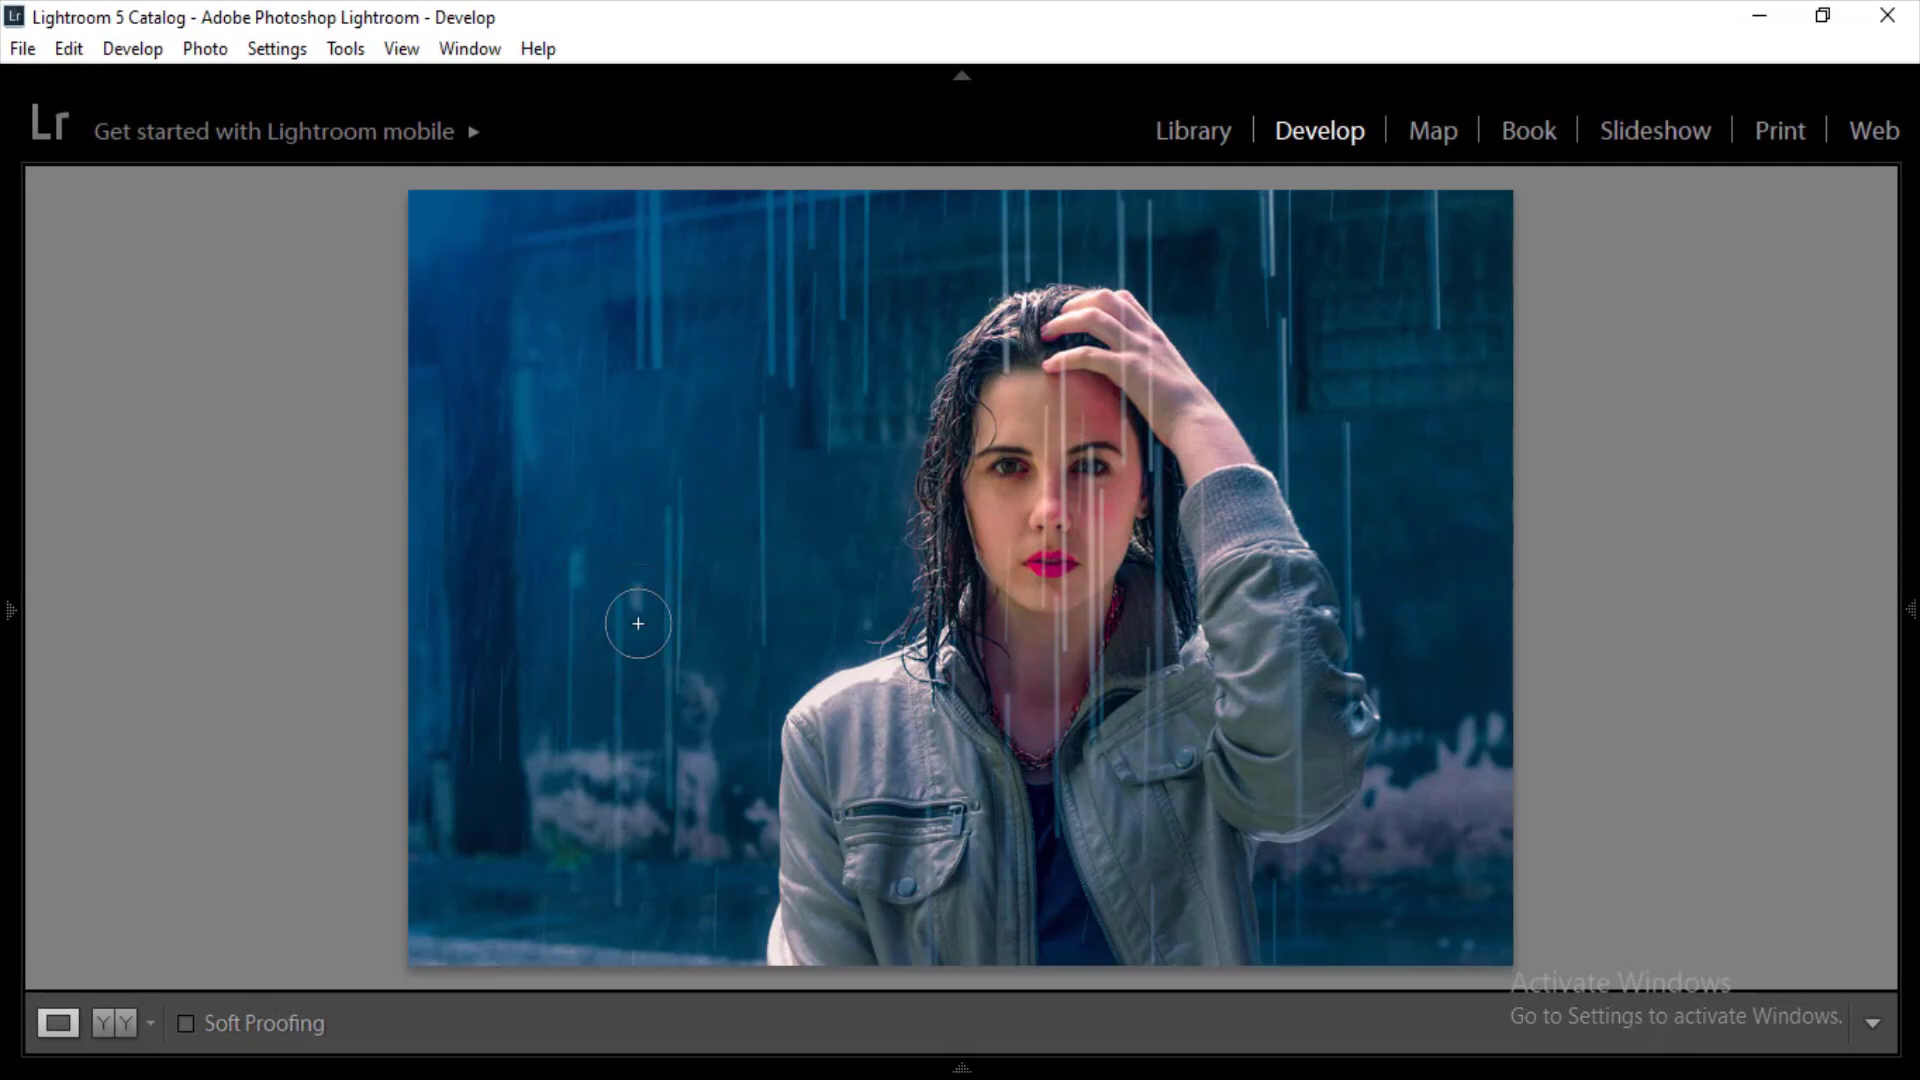 Lr Lightroom 5 Catalog - Adobe Photoshop Lightroom - Develop
File Edit Develop Photo Settings Tools View Window Help
Lr Get started with Lightroom mobile Library Develop Map Book Slideshow Print Web
Activate Windows
Go to Settings to activate Windows.
YY Soft Proofing